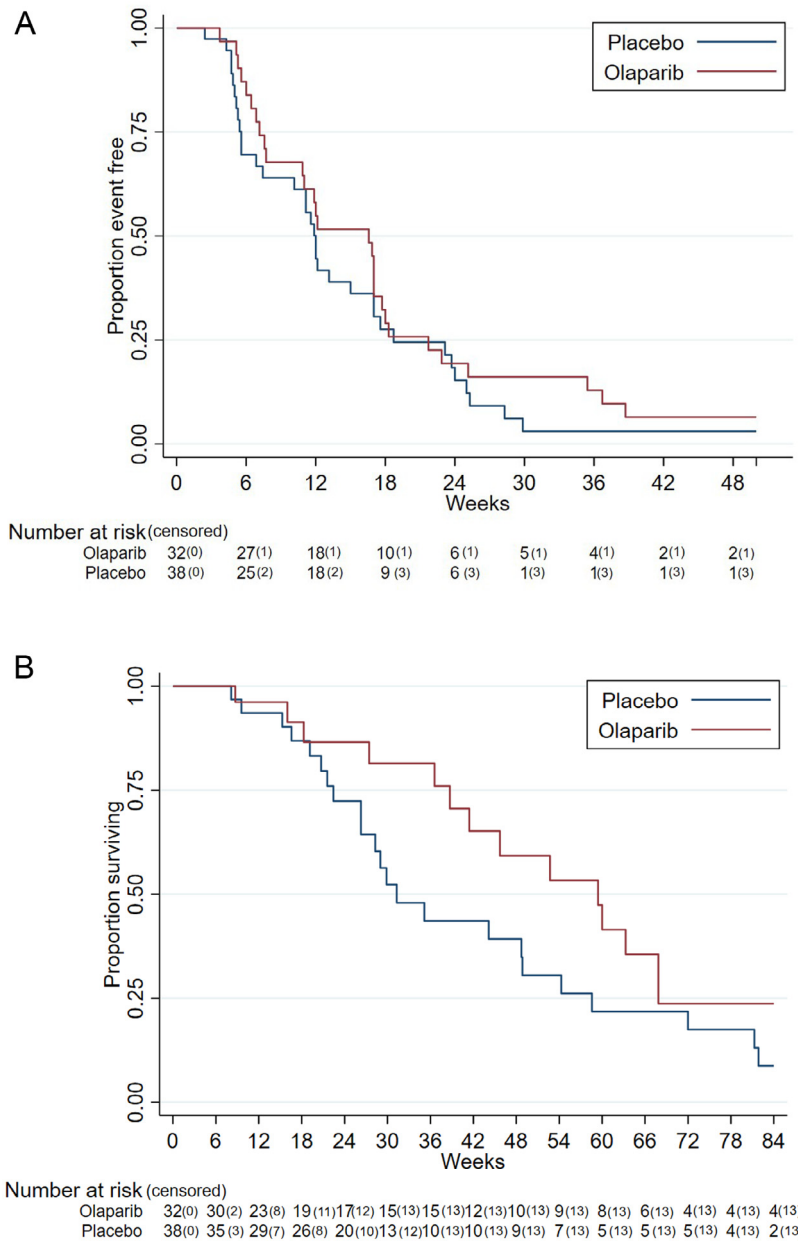 A
Proportion event free
1.00
0.75
0.50
0.25
0.00
Placebo
Olaparib
0 6 12 18 24 30 36 42 48
Weeks
Number at risk (censored)
Olaparib 32(0) 27(1) 18(1) 10(1) 6(1) 5(1) 4(1) 2(1) 2(1)
Placebo 38(0) 25(2) 18(2) 9(3) 6(3) 1(3) 1(3) 1(3) 1(3)
B
Proportion surviving
1.00
0.75
0.50
0.25
0.00
Placebo
Olaparib
0 6 12 18 24 30 36 42 48 54 60 66 72 78 84
Weeks
Number at risk (censored)
Olaparib 32(0) 30(2) 23(8) 19(11) 17(12) 15(13) 15(13) 12(13) 10(13) 9(13) 8(13) 6(13) 4(13) 4(13) 4(13
Placebo 38(0) 35(3) 29(7) 26(8) 20(10) 13(12) 10(13) 10(13) 9(13) 7(13) 5(13) 5(13) 5(13) 4(13) 2(13